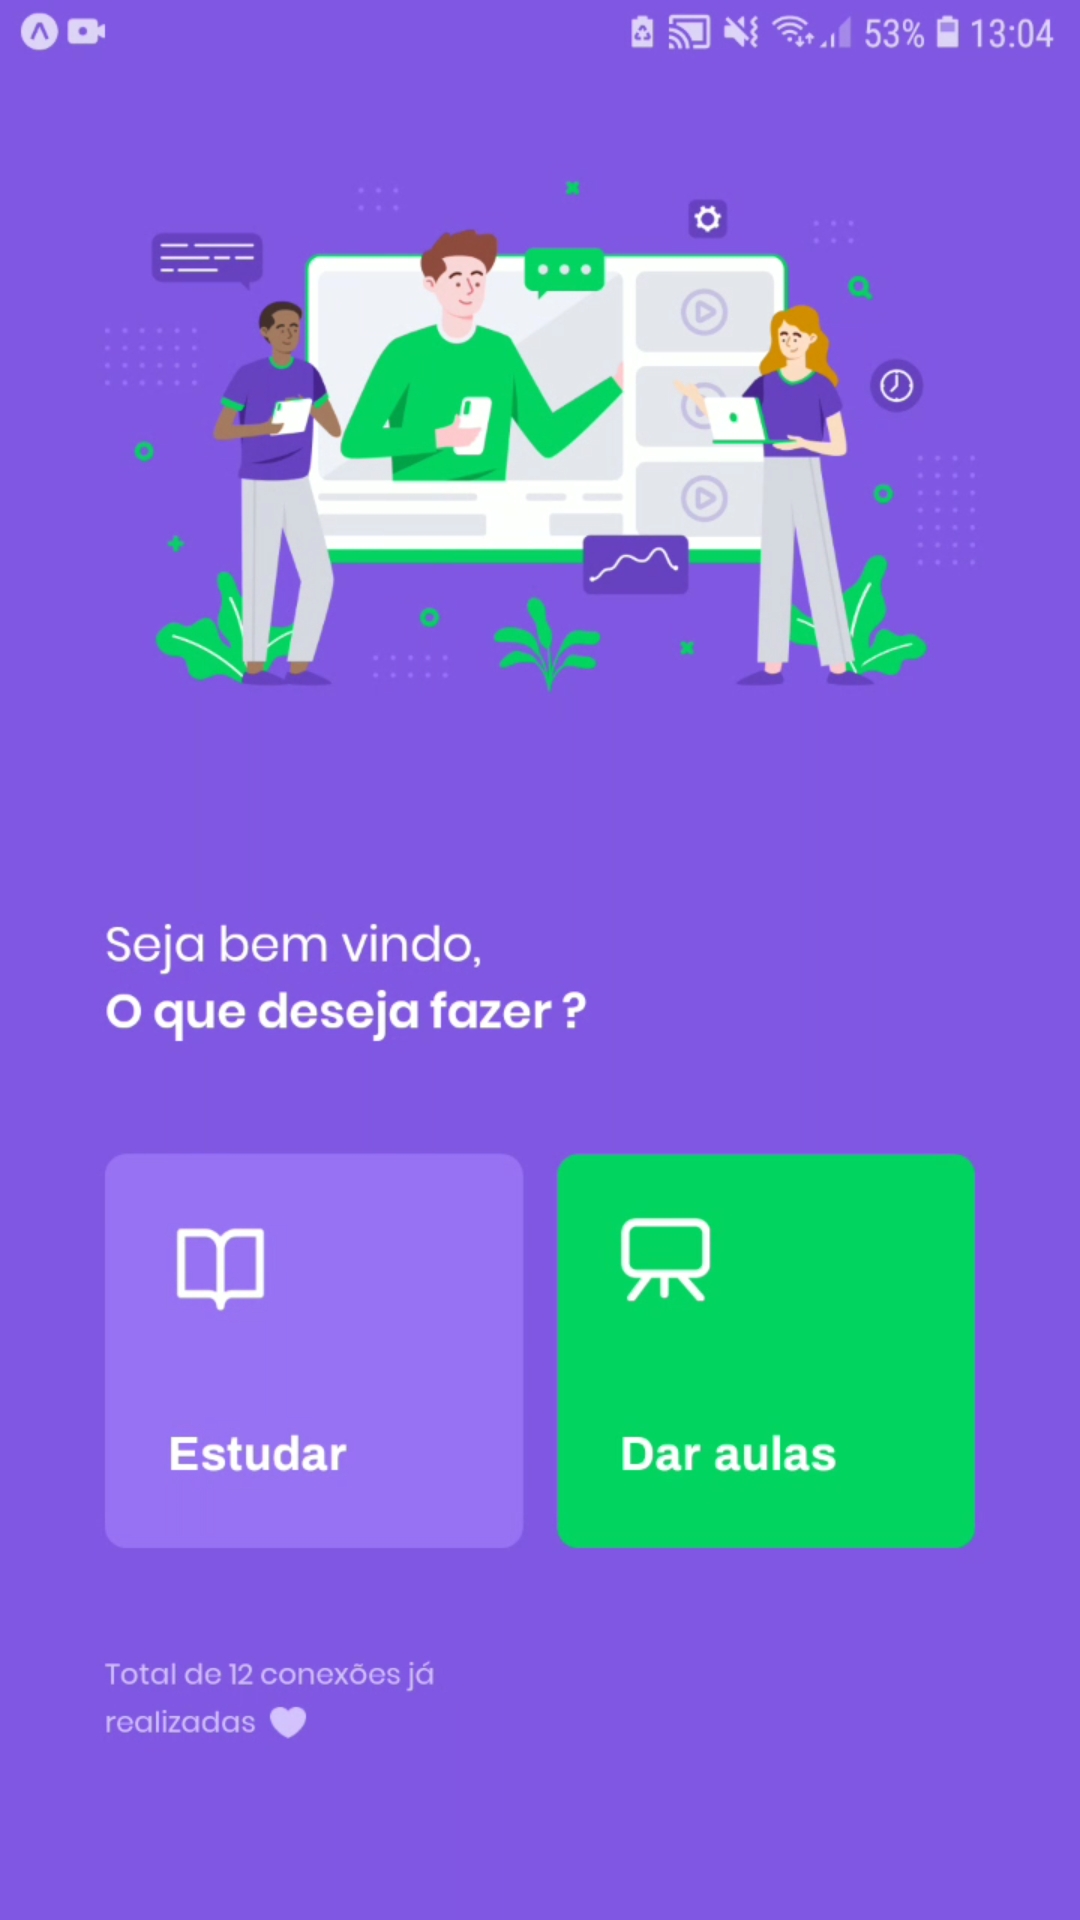 53% 13:04
Seja bem vindo,
O que deseja fazer ?
Estudar
Dar aulas
Total de 12 conexões já
realizadas